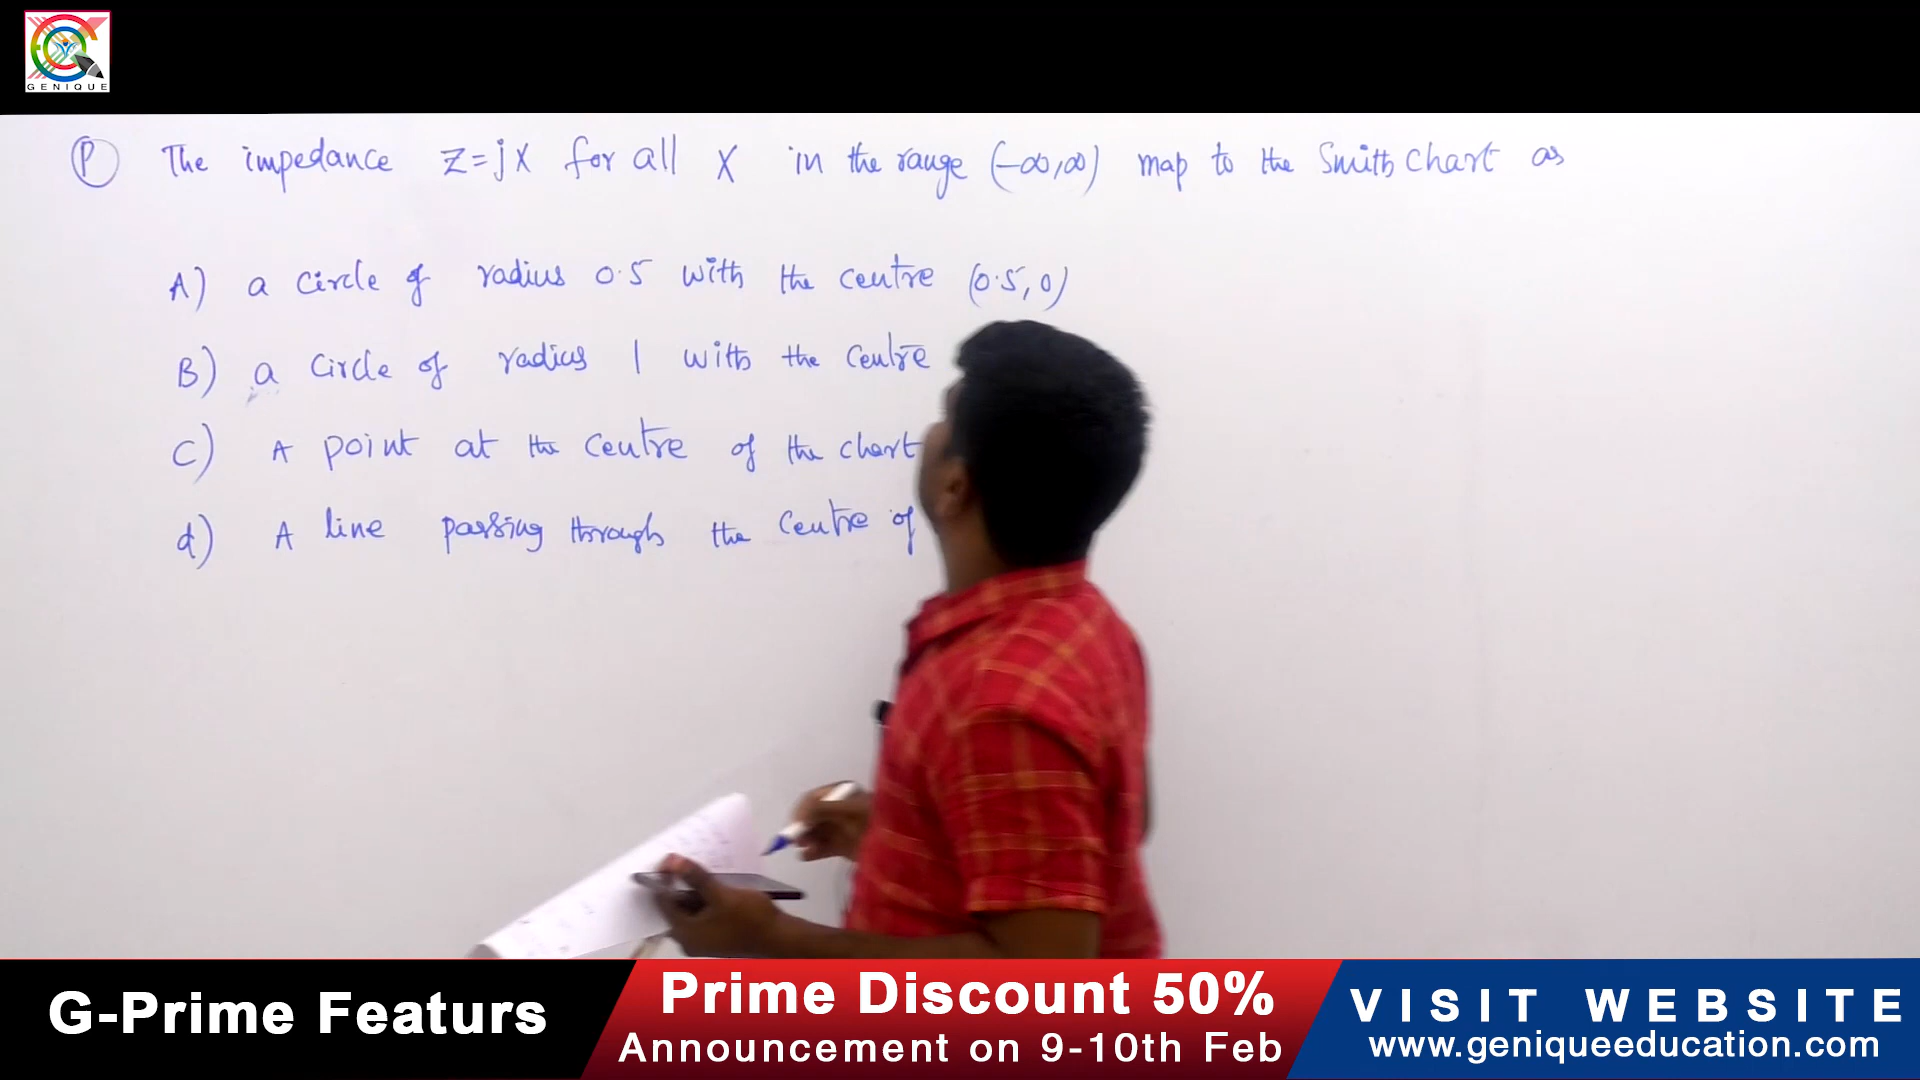 GENIQUE
P The impedance Z=jX for all X in the range (-∞,∞) map to the Smith Chart as
A) a Circle of radius 0.5 with the centre (0.5,0)
B) a Circle of radius 1 with the centre
C) A point at the centre of the chart
d) A line passing through the centre of
G-Prime Featurs
Prime Discount 50%
Announcement on 9-10th Feb
VISIT WEBSITE
www.geniqueeducation.com